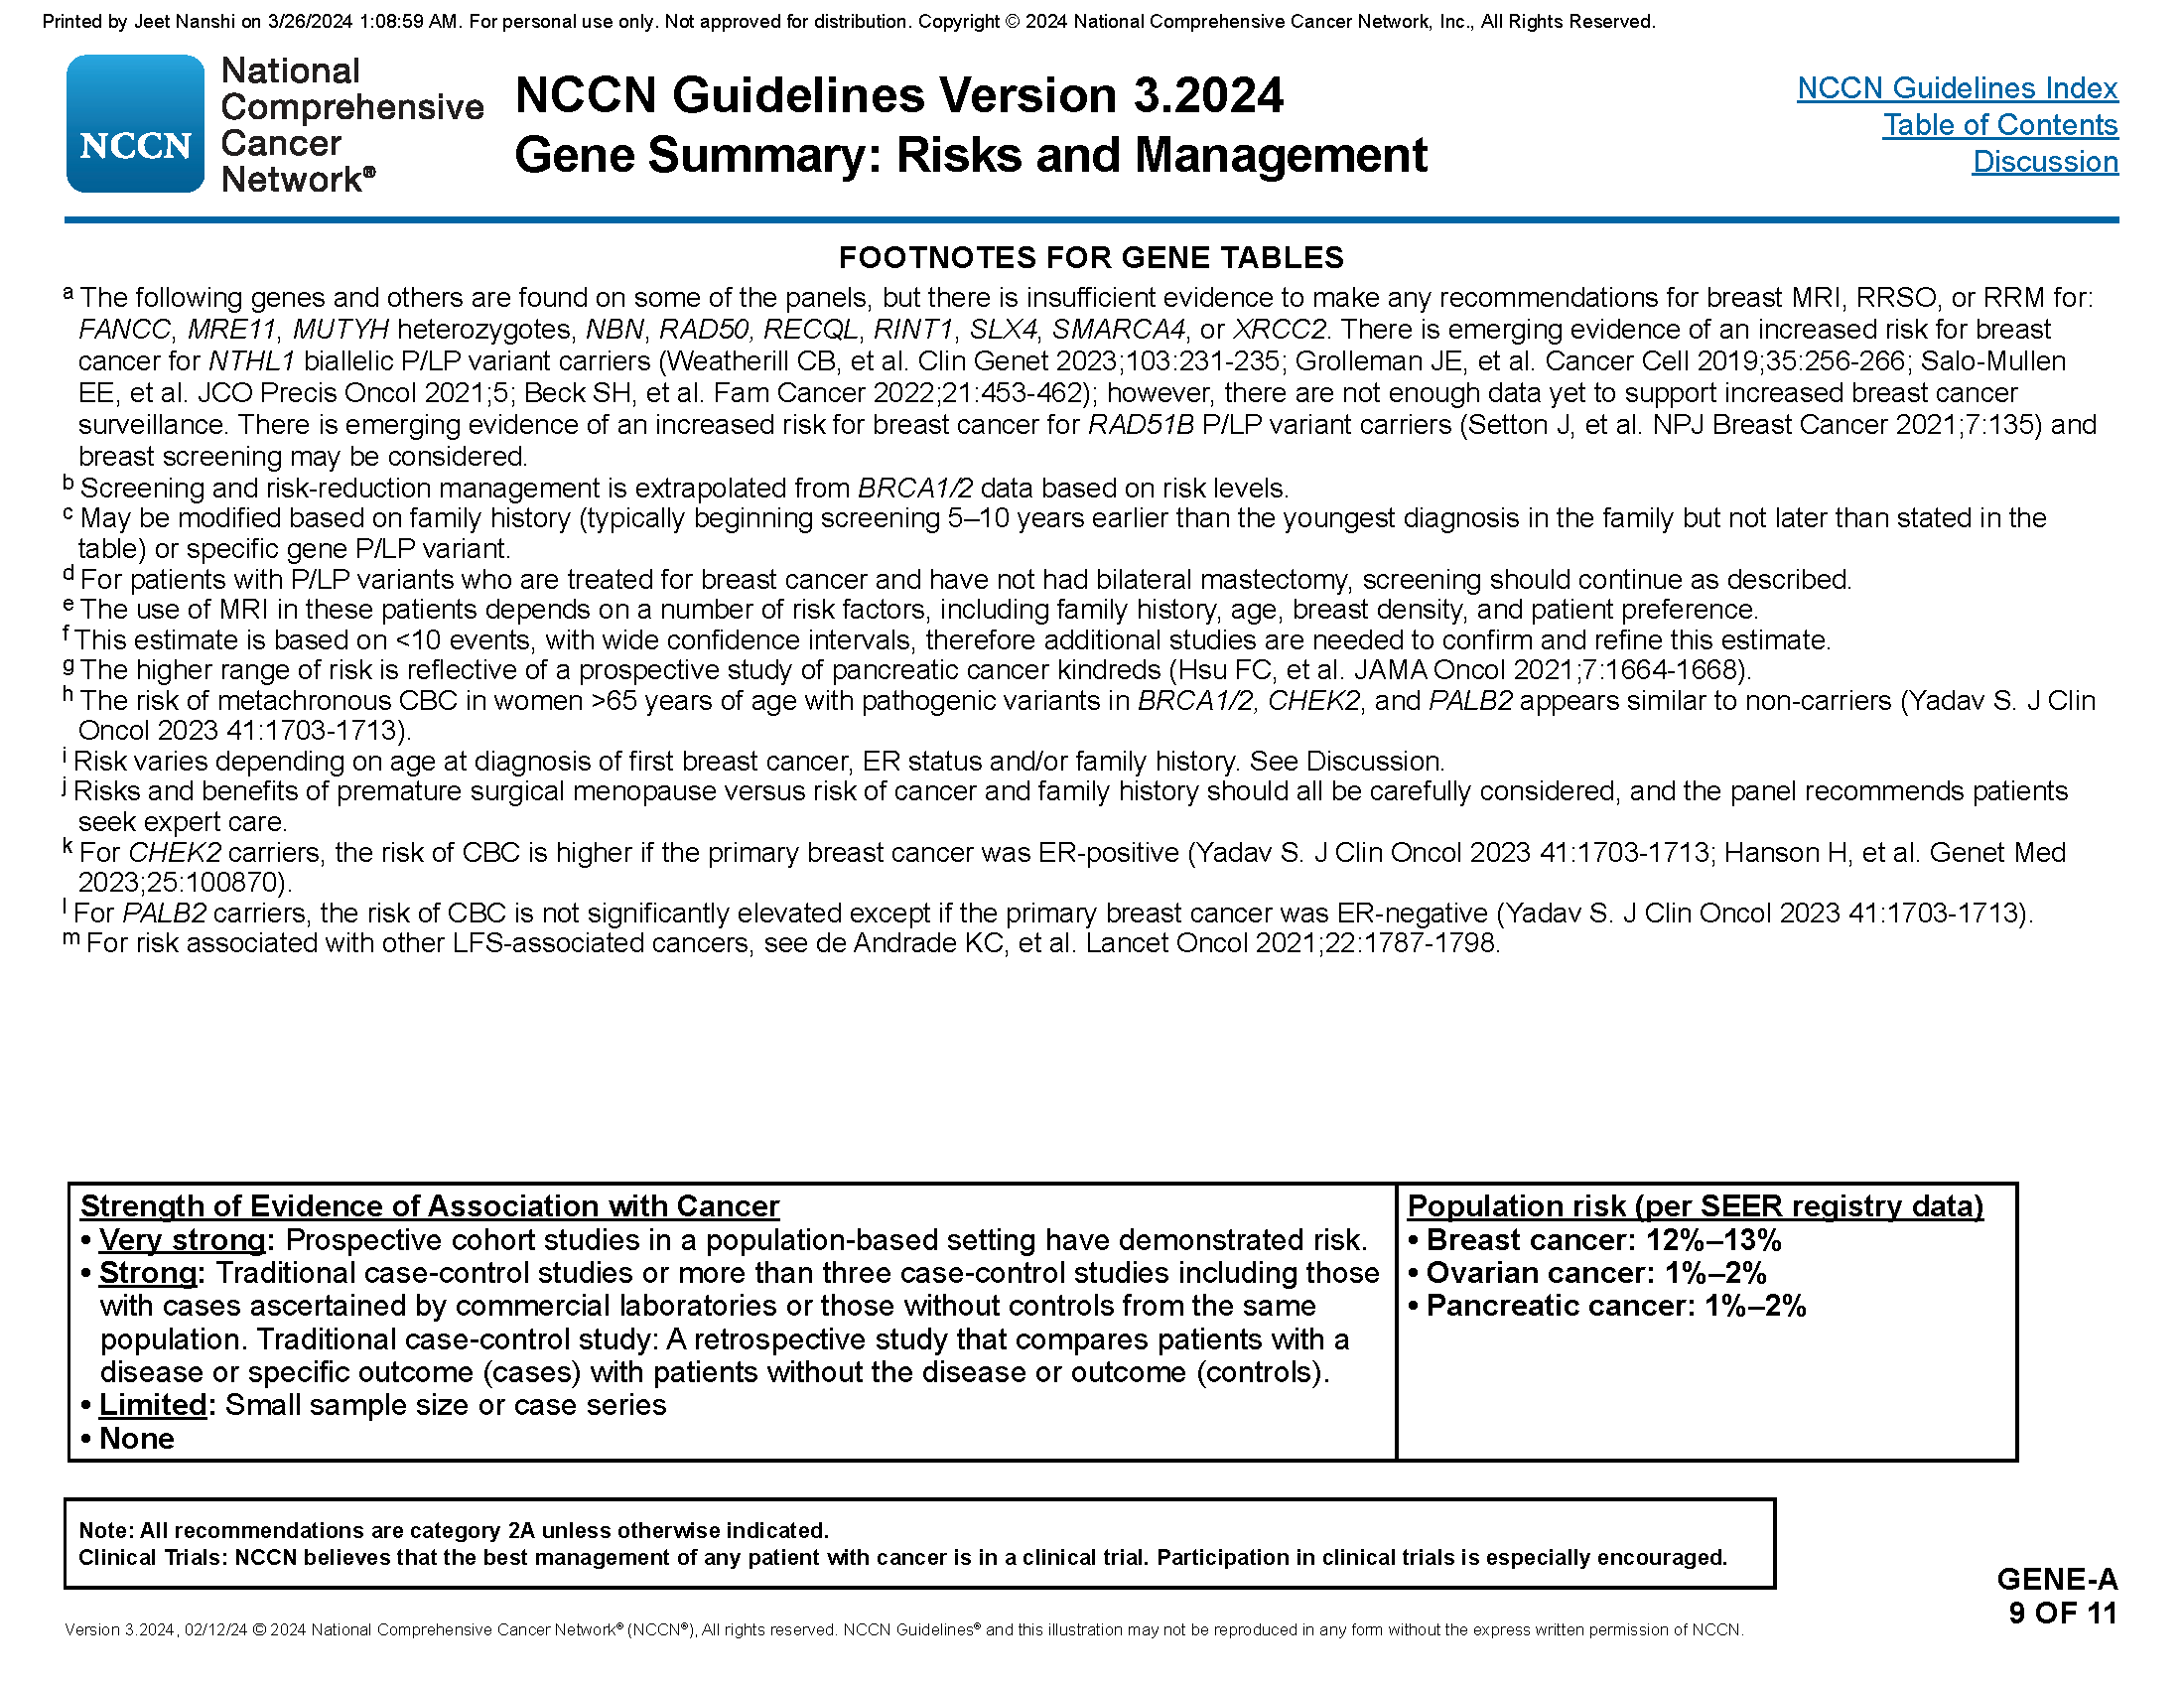 Printed by Jeet Nanshi on 3/26/2024 1:08:59 AM. For personal use only. Not approved for distribution. Copyright © 2024 National Comprehensive Cancer Network, Inc., All Rights Reserved.
NCCN
National
Comprehensive
Cancer
Network®
NCCN Guidelines Version 3.2024
Gene Summary: Risks and Management
NCCN Guidelines Index
Table of Contents
Discussion
FOOTNOTES FOR GENE TABLES
a The following genes and others are found on some of the panels, but there is insufficient evidence to make any recommendations for breast MRI, RRSO, or RRM for:
FANCC, MRE11, MUTYH heterozygotes, NBN, RAD50, RECQL, RINT1, SLX4, SMARCA4, or XRCC2. There is emerging evidence of an increased risk for breast
cancer for NTHL1 biallelic P/LP variant carriers (Weatherill CB, et al. Clin Genet 2023;103:231-235; Grolleman JE, et al. Cancer Cell 2019;35:256-266; Salo-Mullen
EE, et al. JCO Precis Oncol 2021;5; Beck SH, et al. Fam Cancer 2022;21:453-462); however, there are not enough data yet to support increased breast cancer
surveillance. There is emerging evidence of an increased risk for breast cancer for RAD51B P/LP variant carriers (Setton J, et al. NPJ Breast Cancer 2021;7:135) and
breast screening may be considered.
b Screening and risk-reduction management is extrapolated from BRCA1/2 data based on risk levels.
c May be modified based on family history (typically beginning screening 5–10 years earlier than the youngest diagnosis in the family but not later than stated in the
table) or specific gene P/LP variant.
d For patients with P/LP variants who are treated for breast cancer and have not had bilateral mastectomy, screening should continue as described.
e The use of MRI in these patients depends on a number of risk factors, including family history, age, breast density, and patient preference.
f This estimate is based on <10 events, with wide confidence intervals, therefore additional studies are needed to confirm and refine this estimate.
g The higher range of risk is reflective of a prospective study of pancreatic cancer kindreds (Hsu FC, et al. JAMA Oncol 2021;7:1664-1668).
h The risk of metachronous CBC in women >65 years of age with pathogenic variants in BRCA1/2, CHEK2, and PALB2 appears similar to non-carriers (Yadav S. J Clin
Oncol 2023 41:1703-1713).
i Risk varies depending on age at diagnosis of first breast cancer, ER status and/or family history. See Discussion.
j Risks and benefits of premature surgical menopause versus risk of cancer and family history should all be carefully considered, and the panel recommends patients
seek expert care.
k For CHEK2 carriers, the risk of CBC is higher if the primary breast cancer was ER-positive (Yadav S. J Clin Oncol 2023 41:1703-1713; Hanson H, et al. Genet Med
2023;25:100870).
l For PALB2 carriers, the risk of CBC is not significantly elevated except if the primary breast cancer was ER-negative (Yadav S. J Clin Oncol 2023 41:1703-1713).
m For risk associated with other LFS-associated cancers, see de Andrade KC, et al. Lancet Oncol 2021;22:1787-1798.
Strength of Evidence of Association with Cancer
• Very strong: Prospective cohort studies in a population-based setting have demonstrated risk.
• Strong: Traditional case-control studies or more than three case-control studies including those
with cases ascertained by commercial laboratories or those without controls from the same
population. Traditional case-control study: A retrospective study that compares patients with a
disease or specific outcome (cases) with patients without the disease or outcome (controls).
• Limited: Small sample size or case series
• None
Population risk (per SEER registry data)
• Breast cancer: 12%–13%
• Ovarian cancer: 1%–2%
• Pancreatic cancer: 1%–2%
Note: All recommendations are category 2A unless otherwise indicated.
Clinical Trials: NCCN believes that the best management of any patient with cancer is in a clinical trial. Participation in clinical trials is especially encouraged.
GENE-A
9 OF 11
Version 3.2024, 02/12/24 © 2024 National Comprehensive Cancer Network® (NCCN®), All rights reserved. NCCN Guidelines® and this illustration may not be reproduced in any form without the express written permission of NCCN.